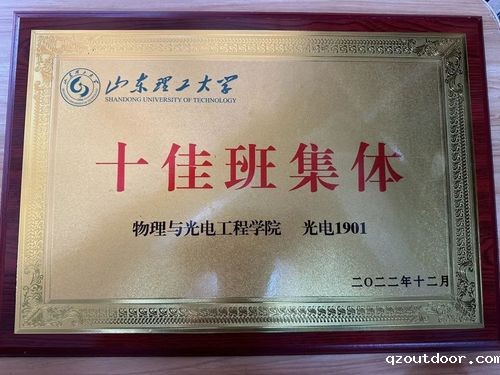 山东理工大学
SHANDONG UNIVERSITY OF TECHNOLOGY
十佳班集体
物理与光电工程学院 光电1901
二〇二二年十二月
qzoutdoor.com